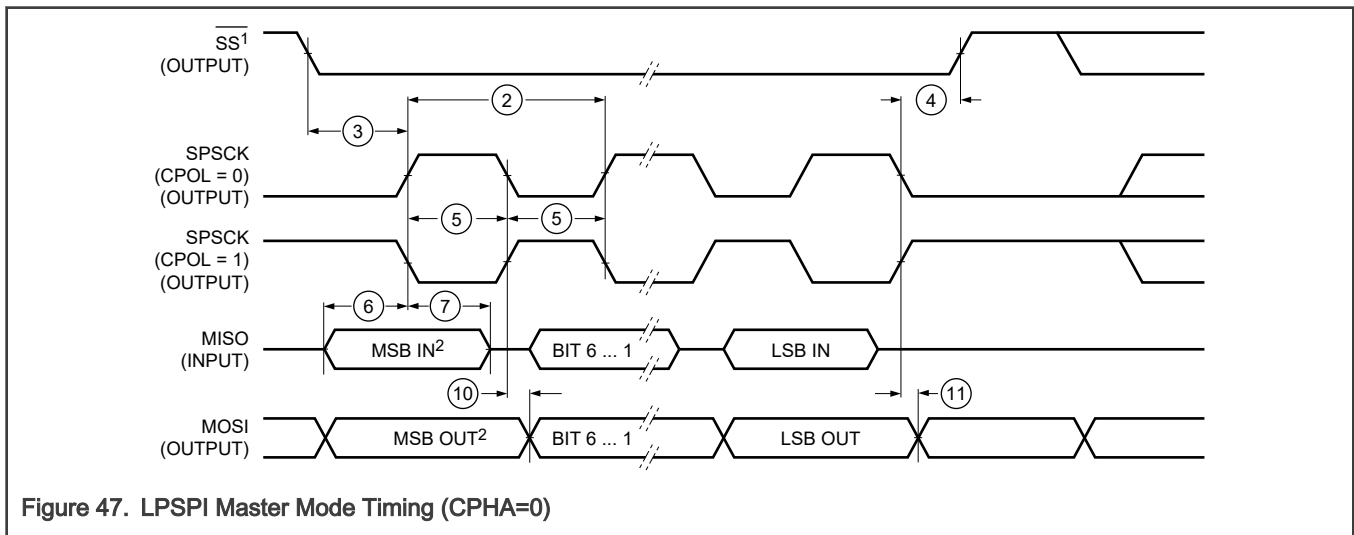 SS1
(OUTPUT)
2
4
3
SPSCK
(CPOL = 0)
(OUTPUT)
5
5
SPSCK
(CPOL = 1)
(OUTPUT)
6
7
MISO
(INPUT)
MSB IN2
BIT 6 ... 1
LSB IN
10
11
MOSI
(OUTPUT)
MSB OUT2
BIT 6 ... 1
LSB OUT
Figure 47. LPSPI Master Mode Timing (CPHA=0)